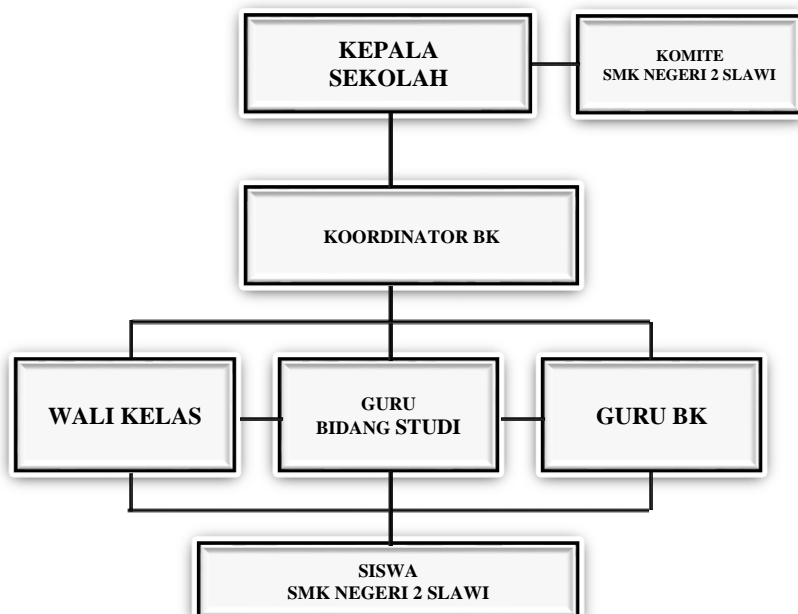 KEPALA
SEKOLAH
KOMITE
SMK NEGERI 2 SLAWI
KOORDINATOR BK
WALI KELAS
GURU
BIDANG STUDI
GURU BK
SISWA
SMK NEGERI 2 SLAWI